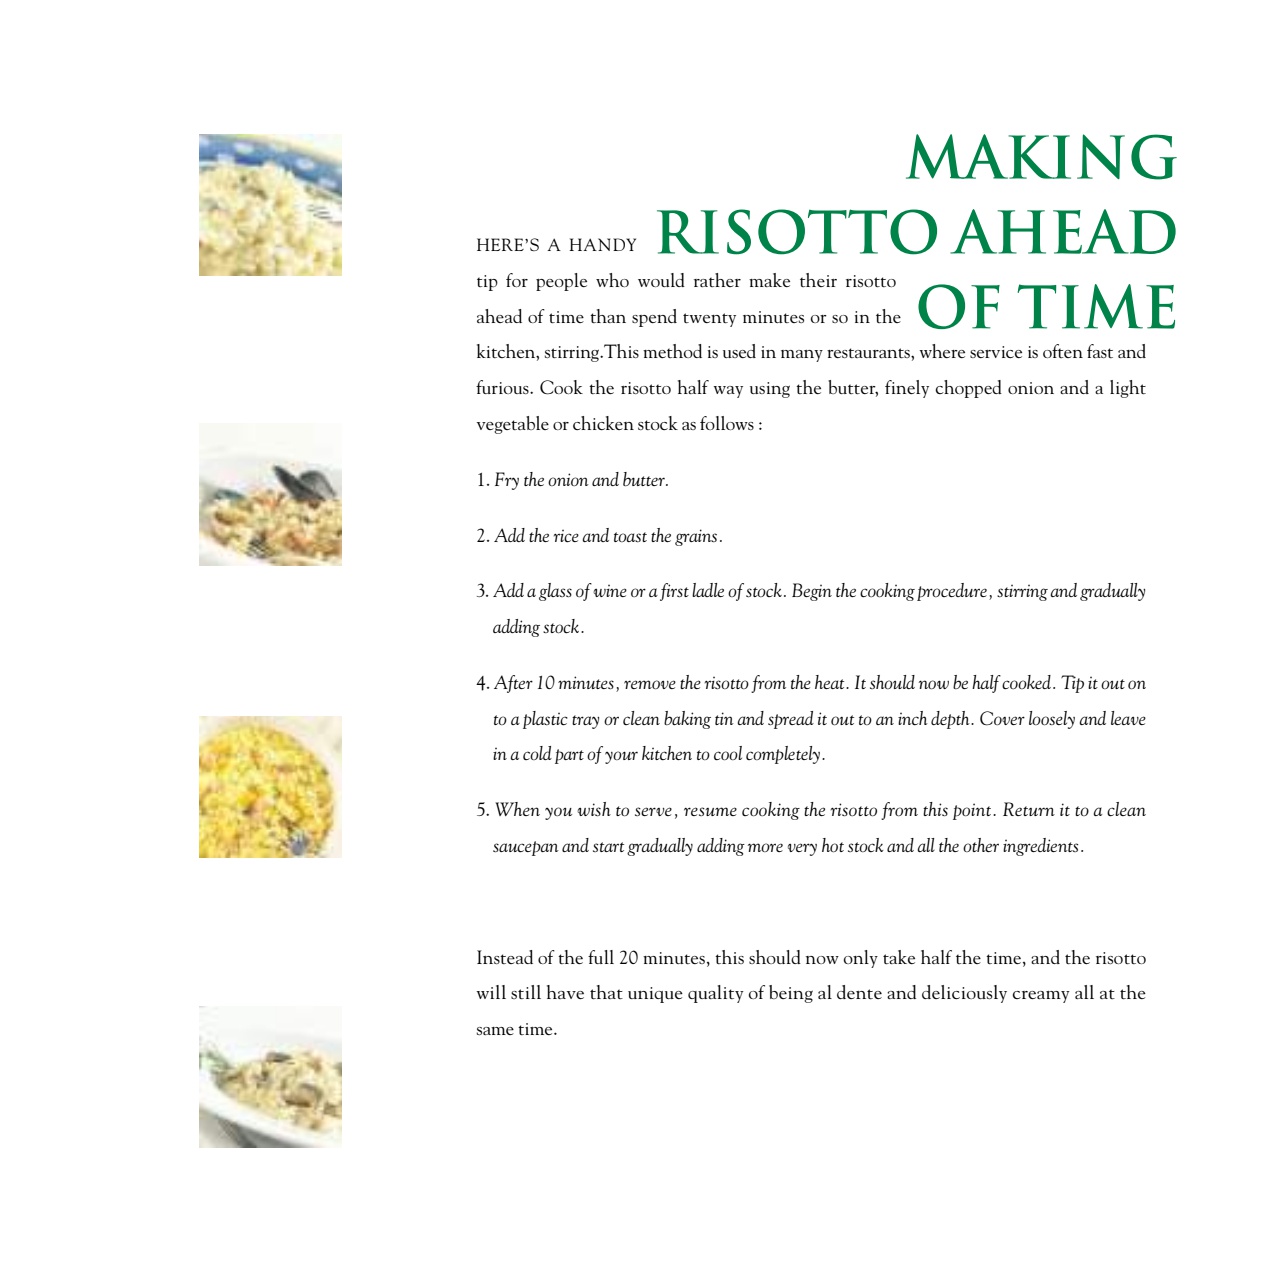 MAKING
RISOTTO AHEAD
OF TIME
HERE'S A HANDY
tip for people who would rather make their risotto
ahead of time than spend twenty minutes or so in the
kitchen, stirring.This method is used in many restaurants, where service is often fast and
furious. Cook the risotto half way using the butter, finely chopped onion and a light
vegetable or chicken stock as follows :
1. Fry the onion and butter.
2. Add the rice and toast the grains.
3. Add a glass of wine or a first ladle of stock. Begin the cooking procedure, stirring and gradually
adding stock.
4. After 10 minutes, remove the risotto from the heat. It should now be half cooked. Tip it out on
to a plastic tray or clean baking tin and spread it out to an inch depth. Cover loosely and leave
in a cold part of your kitchen to cool completely.
5. When you wish to serve, resume cooking the risotto from this point. Return it to a clean
saucepan and start gradually adding more very hot stock and all the other ingredients.
Instead of the full 20 minutes, this should now only take half the time, and the risotto
will still have that unique quality of being al dente and deliciously creamy all at the
same time.